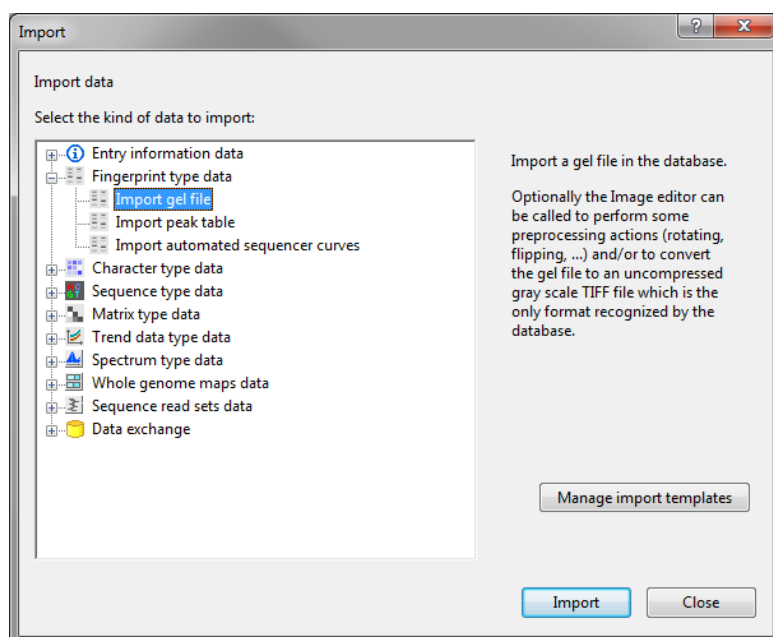 Import
Import data
Select the kind of data to import:
Entry information data
Fingerprint type data
Import gel file
Import peak table
Import automated sequencer curves
Character type data
Sequence type data
Matrix type data
Trend data type data
Spectrum type data
Whole genome maps data
Sequence read sets data
Data exchange
Import a gel file in the database.
Optionally the Image editor can
be called to perform some
preprocessing actions (rotating,
flipping, ...) and/or to convert
the gel file to an uncompressed
gray scale TIFF file which is the
only format recognized by the
database.
Manage import templates
Import
Close